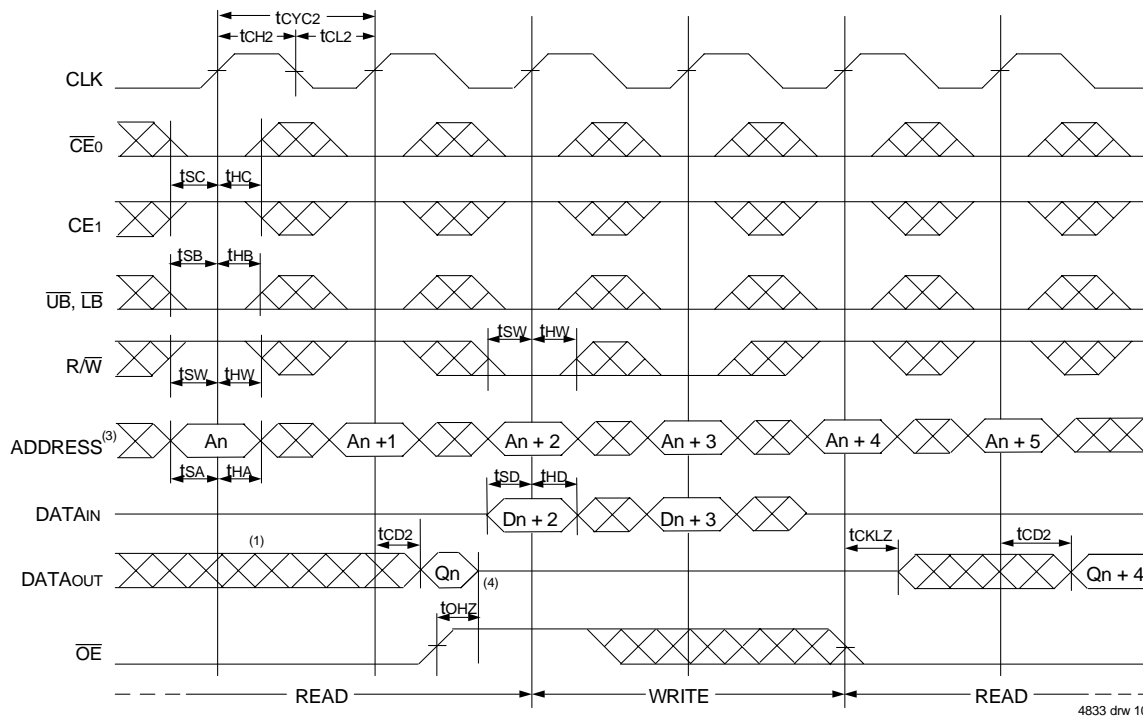 tCYC2
tCH2 tCL2
CLK
CE0
tSC tHC
CE1
tSB tHB
UB, LB
tSW tHW
R/W
tSW tHW
ADDRESS(3) An An +1 An + 2 An + 3 An + 4 An + 5
tSA tHA
tSD tHD
DATAIN Dn + 2 Dn + 3
(1) tCD2 tCKLZ tCD2
DATAOUT Qn (4) Qn + 4
tOHZ
OE
READ WRITE READ
4833 drw 10